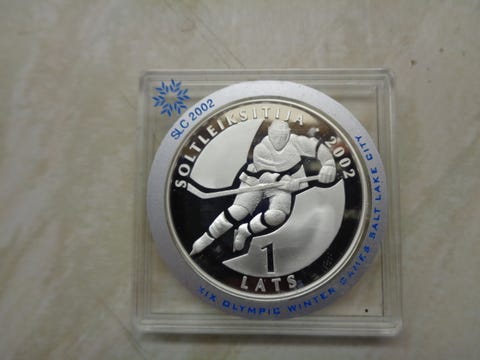 SLC 2002
XIX OLYMPIC WINTER GAMES SALT LAKE CITY
SOLTLEIKSITIJA 2002
1
LATS